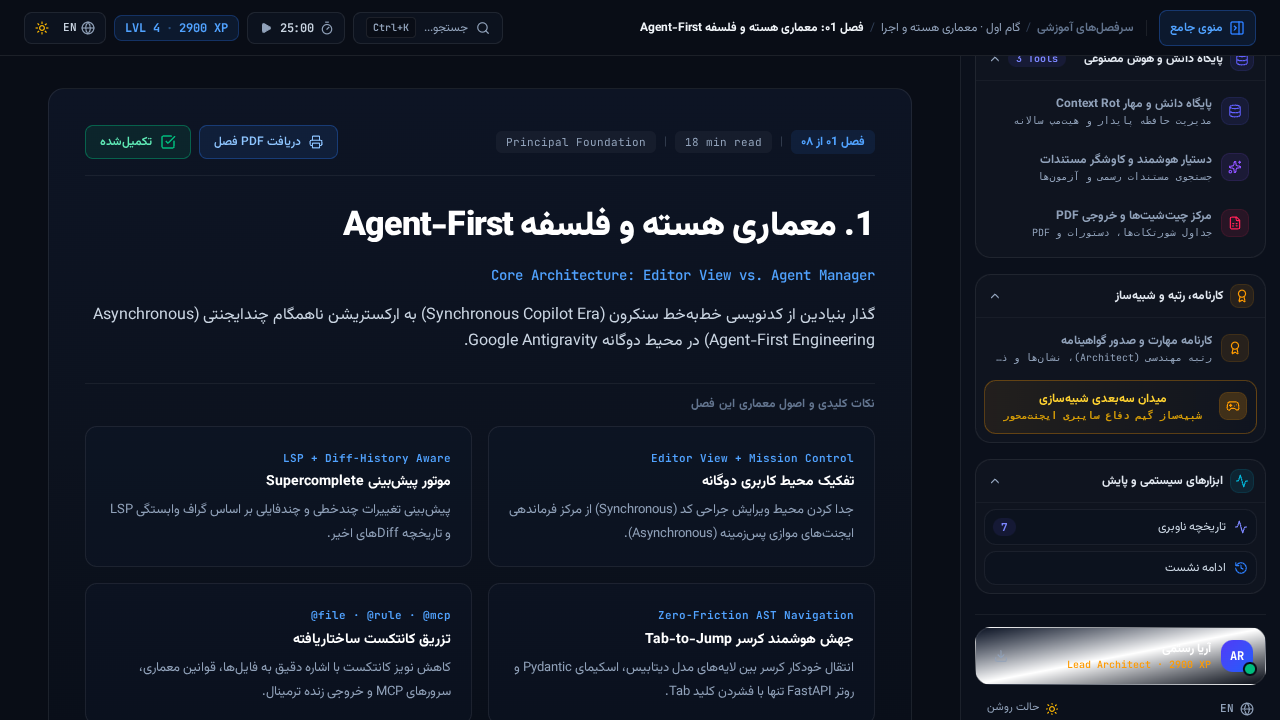 منوی جامع
سرفصل‌های آموزشی / گام اول · معماری هسته و اجرا / فصل ۰۱: معماری هسته و فلسفه Agent-First
جستجو... Ctrl+K
25:00
LVL 4 · 2900 XP
EN
پایگاه دانش و هوش مصنوعی
3 Tools
پایگاه دانش و مهار Context Rot
مدیریت حافظه پایدار و هیت‌مپ سالانه
دستیار هوشمند و کاوشگر مستندات
جستجوی مستندات رسمی و آزمون‌ها
مرکز چیت‌شیت‌ها و خروجی PDF
جداول شورتکات‌ها، دستورات و PDF
کارنامه، رتبه و شبیه‌ساز
کارنامه مهارت و صدور گواهینامه
رتبه مهندسی (Architect)، نشان‌ها و ذ…
میدان سه‌بعدی شبیه‌سازی
شبیه‌ساز گیم دفاع سایبری ایجنت‌محور
ابزارهای سیستمی و پایش
تاریخچه ناوبری
7
ادامه نشست
AR
آریا رستمی
Lead Architect · 2900 XP
EN
حالت روشن
فصل ۰۱ از ۰۸
18 min read
Principal Foundation
دریافت PDF فصل
تکمیل‌شده
1. معماری هسته و فلسفه Agent-First
Core Architecture: Editor View vs. Agent Manager
گذار بنیادین از کدنویسی خط‌به‌خط سنکرون (Synchronous Copilot Era) به ارکستریشن ناهمگام چندایجنتی (Asynchronous
Agent-First Engineering) در محیط دوگانه Google Antigravity.
نکات کلیدی و اصول معماری این فصل
Editor View + Mission Control
تفکیک محیط کاربری دوگانه
جدا کردن محیط ویرایش جراحی کد (Synchronous) از مرکز فرماندهی
ایجنت‌های موازی پس‌زمینه (Asynchronous).
LSP + Diff-History Aware
موتور پیش‌بینی Supercomplete
پیش‌بینی تغییرات چندخطی و چندفایلی بر اساس گراف وابستگی LSP
و تاریخچه Diffهای اخیر.
Zero-Friction AST Navigation
جهش هوشمند کرسر Tab-to-Jump
انتقال خودکار کرسر بین لایه‌های مدل دیتابیس، اسکیمای Pydantic و
روتر FastAPI تنها با فشردن کلید Tab.
@file · @rule · @mcp
تزریق کانتکست ساختاریافته
کاهش نویز کانتکست با اشاره دقیق به فایل‌ها، قوانین معماری،
سرورهای MCP و خروجی زنده ترمینال.